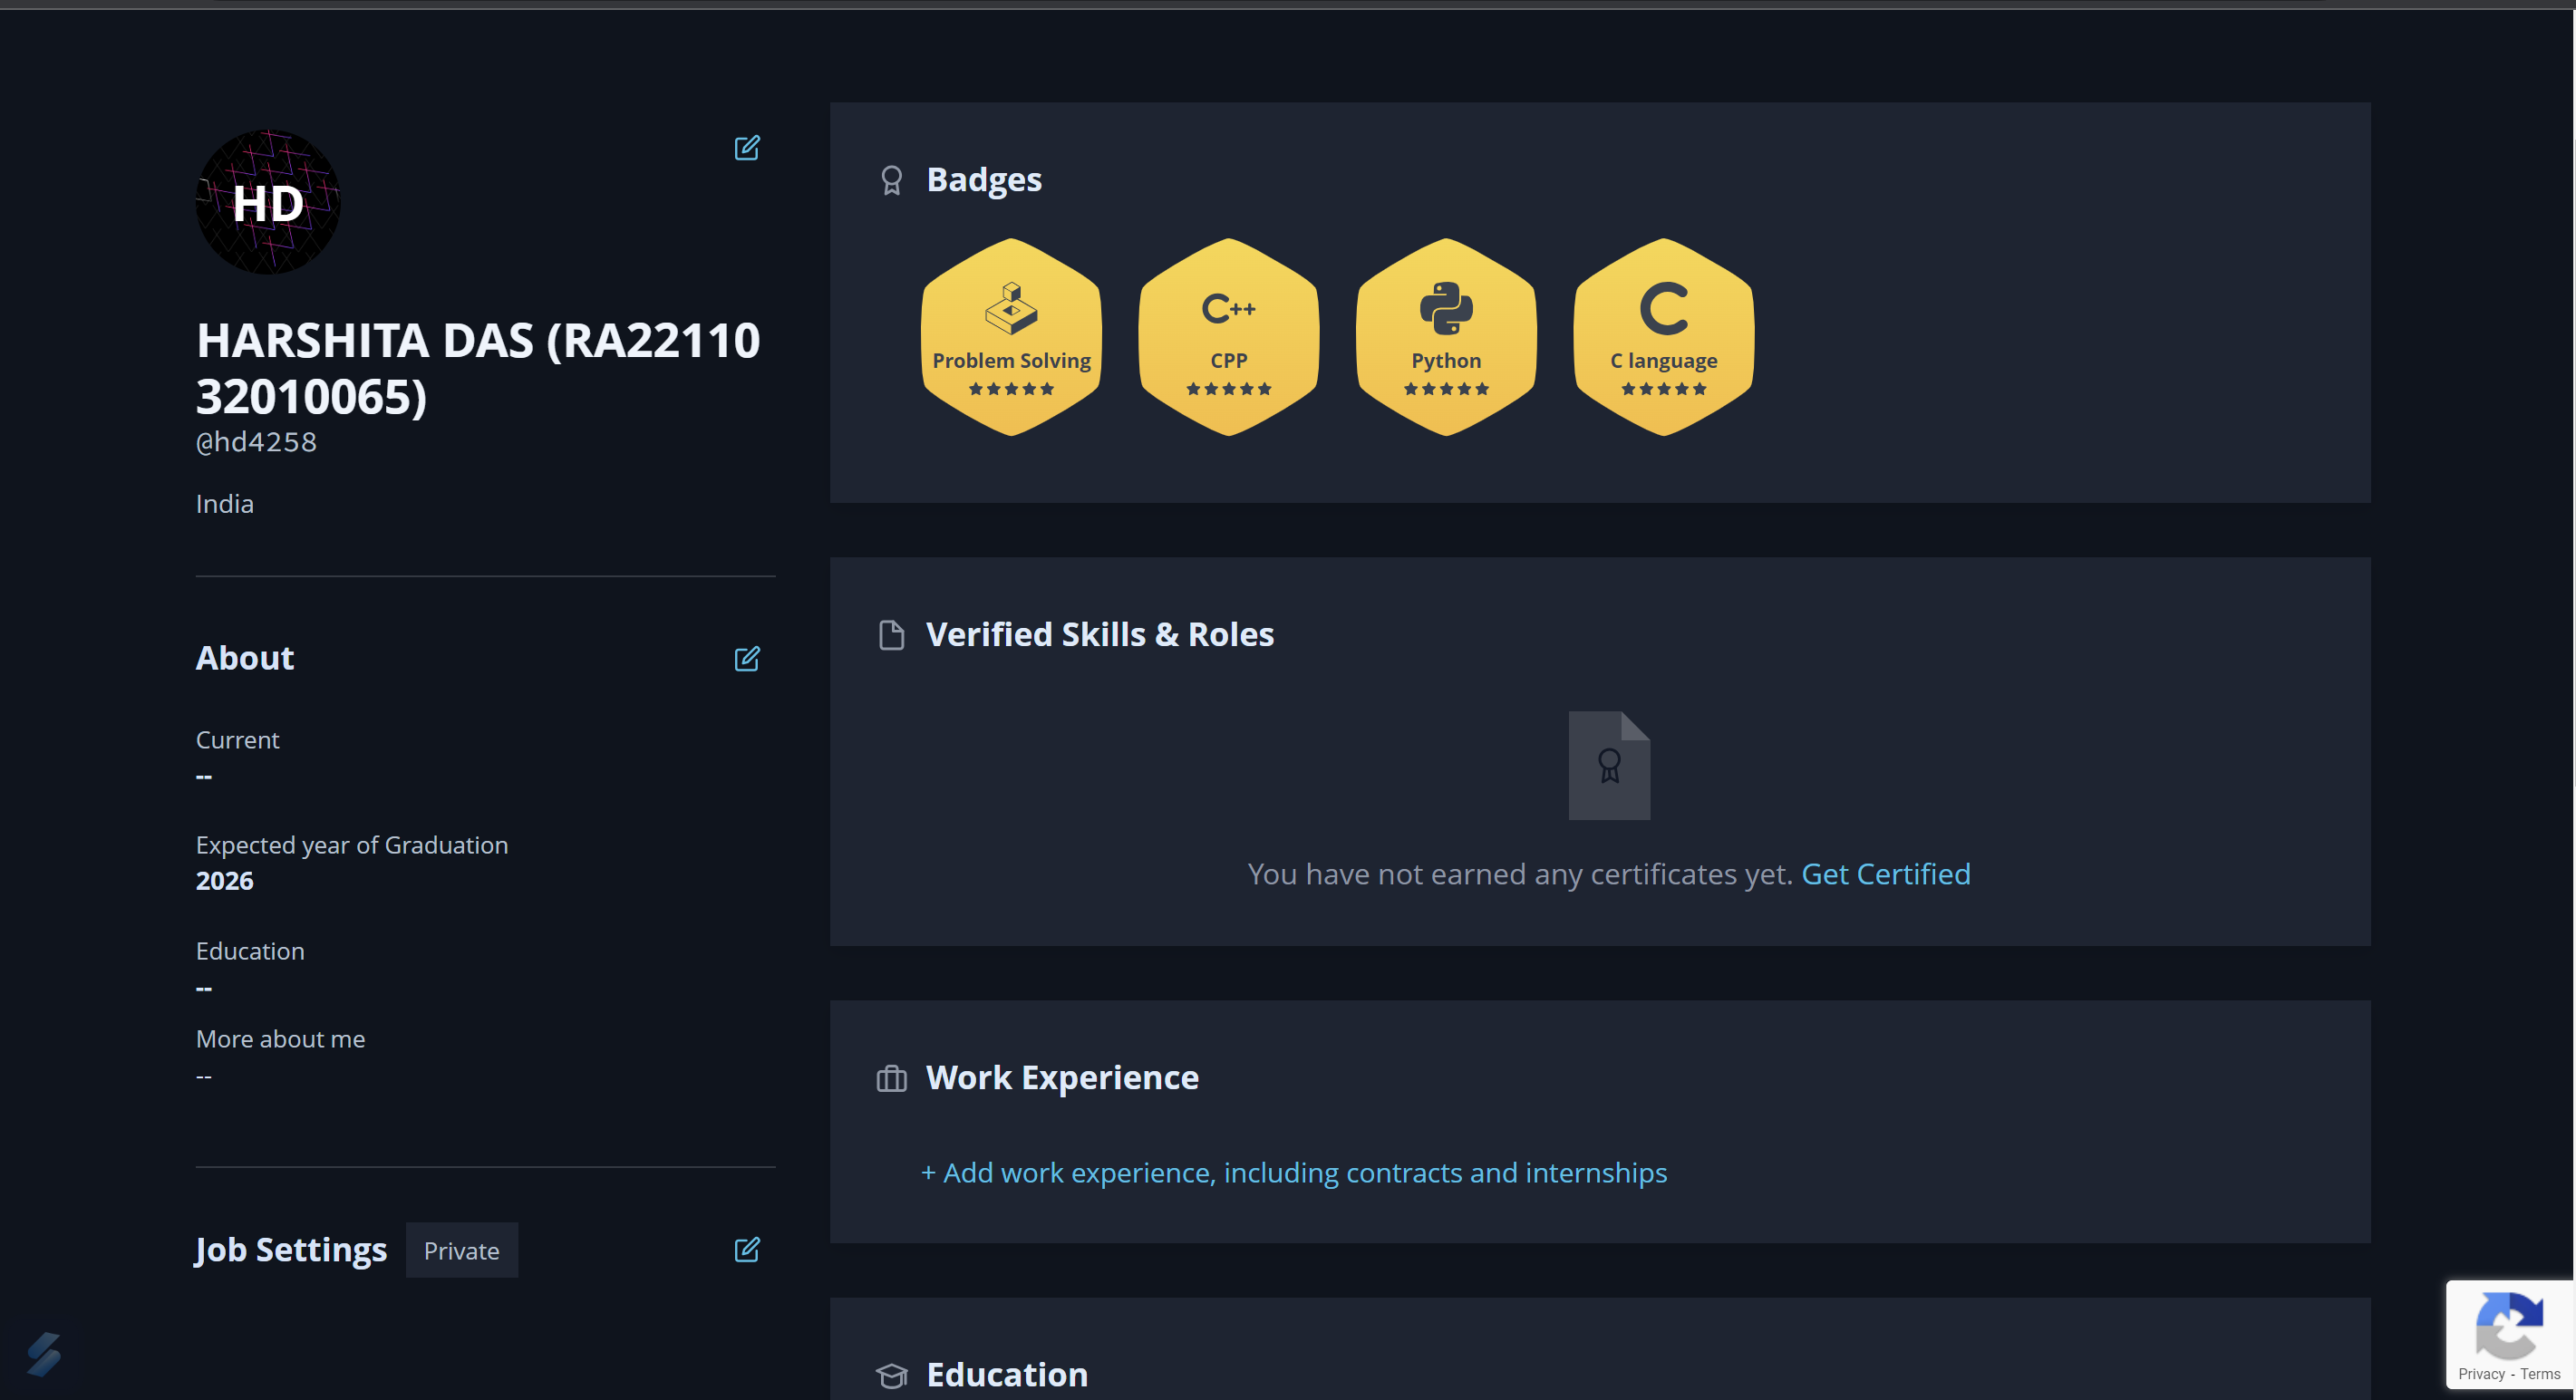 HD
HARSHITA DAS (RA22110
32010065)
@hd4258
India
About
Current
--
Expected year of Graduation
2026
Education
--
More about me
--
Job Settings Private
Badges
Problem Solving
C++
CPP
Python
C
C language
Verified Skills & Roles
You have not earned any certificates yet. Get Certified
Work Experience
+ Add work experience, including contracts and internships
Education
Privacy - Terms